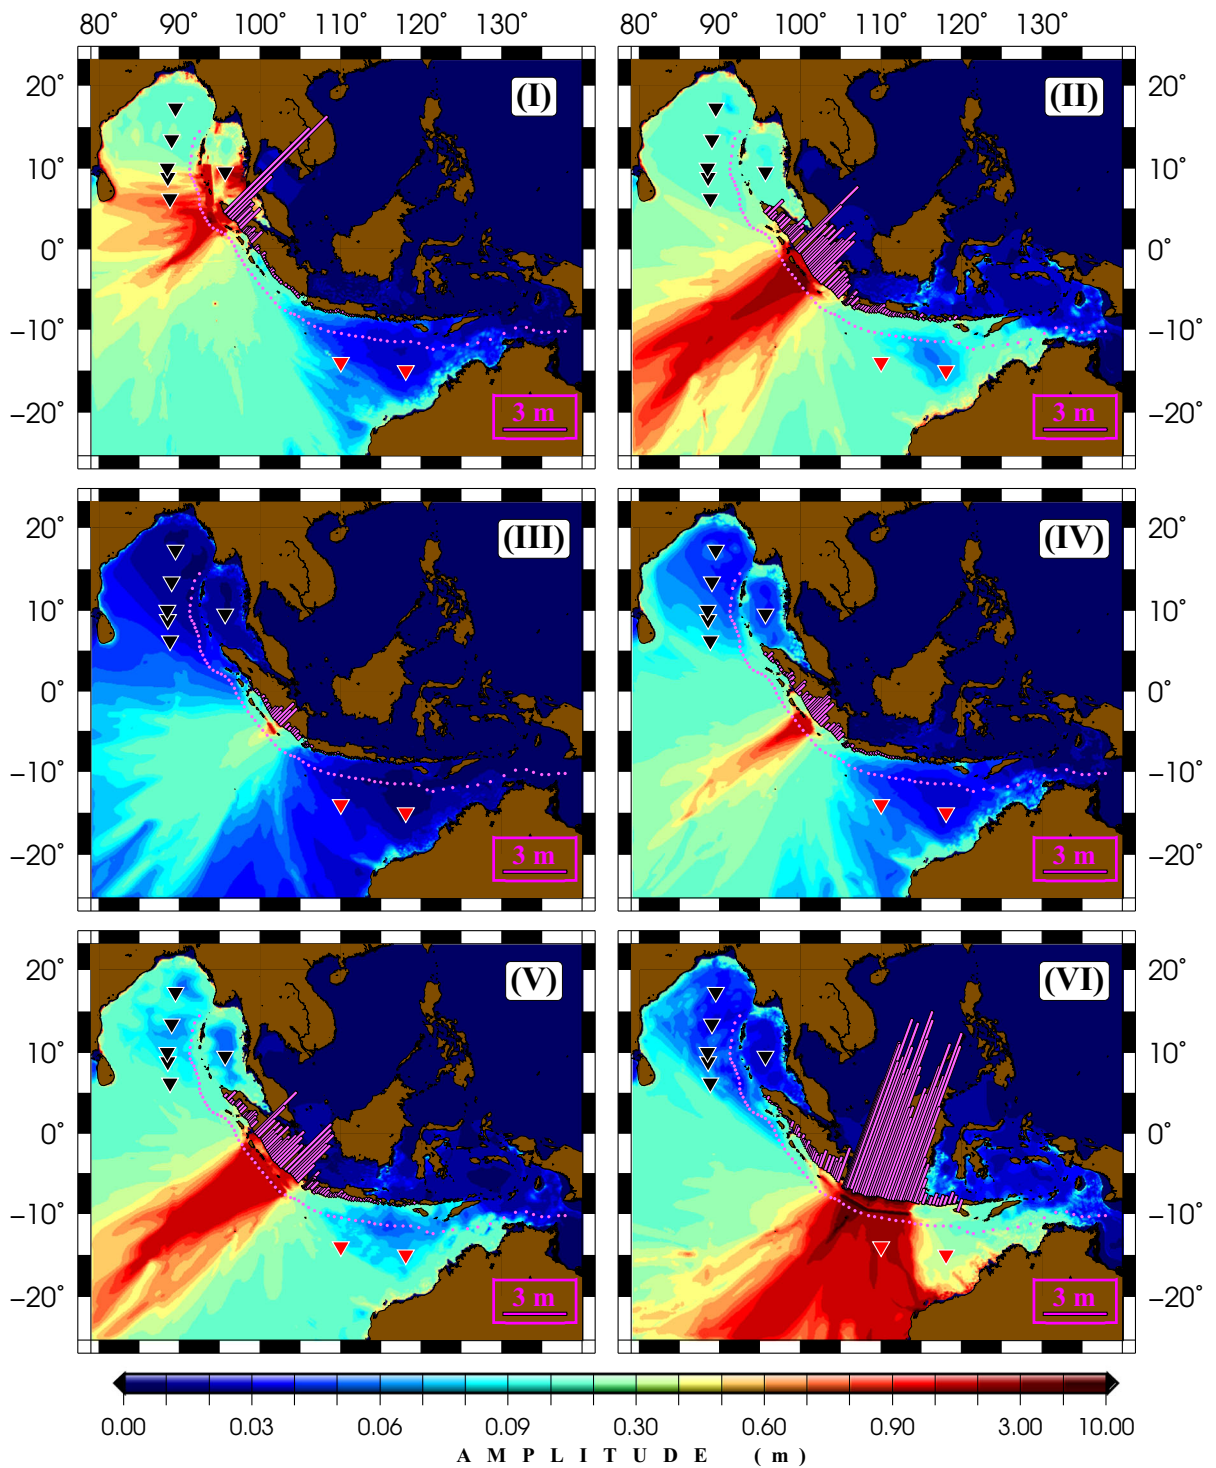 80° 90° 100° 110° 120° 130° 80° 90° 100° 110° 120° 130°
20° (I) (II) 20°
10° 10°
0° 0°
−10° −10°
−20° 3 m 3 m −20°
20° (III) (IV) 20°
10° 10°
0° 0°
−10° −10°
−20° 3 m 3 m −20°
20° (V) (VI) 20°
10° 10°
0° 0°
−10° −10°
−20° 3 m 3 m −20°
0.00 0.03 0.06 0.09 0.30 0.60 0.90 3.00 10.00
A M P L I T U D E (m)